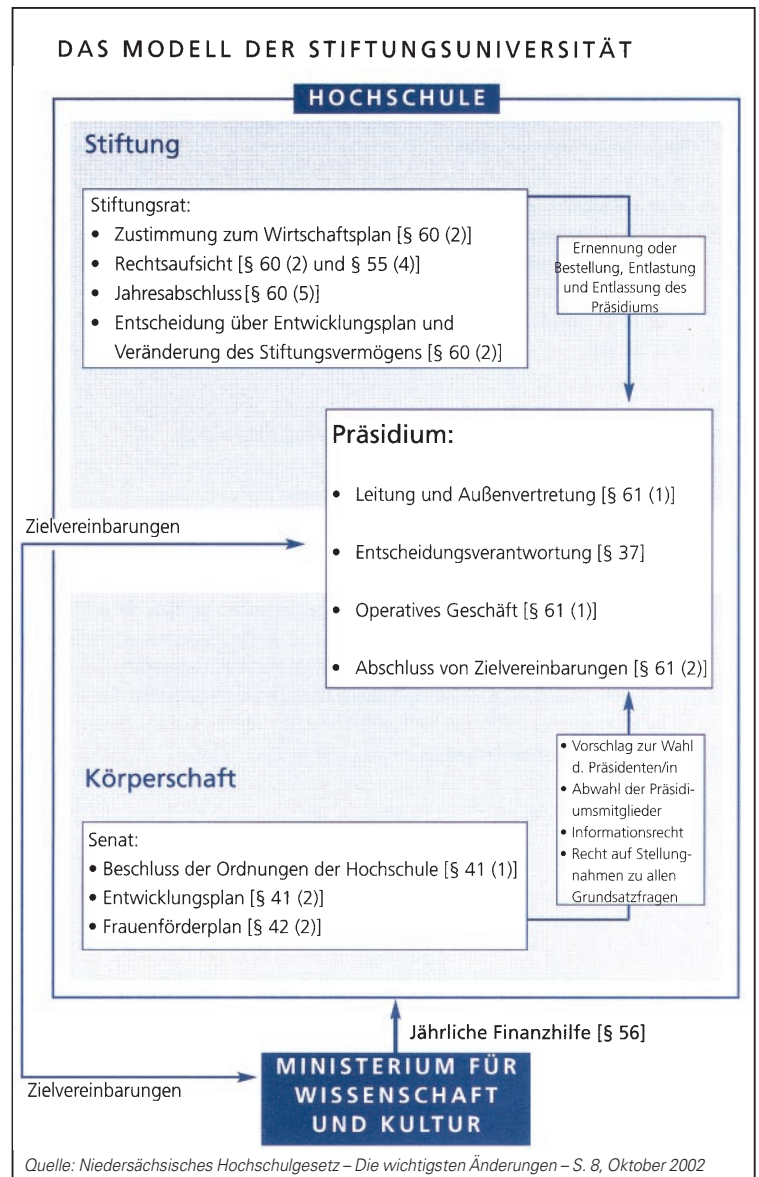 DAS MODELL DER STIFTUNGSUNIVERSITÄT
HOCHSCHULE
Stiftung
Stiftungsrat:
• Zustimmung zum Wirtschaftsplan [§ 60 (2)]
• Rechtsaufsicht [§ 60 (2) und § 55 (4)]
• Jahresabschluss [§ 60 (5)]
• Entscheidung über Entwicklungsplan und
Veränderung des Stiftungsvermögens [§ 60 (2)]
Ernennung oder
Bestellung, Entlastung
und Entlassung des
Präsidiums
Präsidium:
• Leitung und Außenvertretung [§ 61 (1)]
• Entscheidungsverantwortung [§ 37]
• Operatives Geschäft [§ 61 (1)]
• Abschluss von Zielvereinbarungen [§ 61 (2)]
Zielvereinbarungen
• Vorschlag zur Wahl
d. Präsidenten/in
• Abwahl der Präsidi-
umsmitglieder
• Informationsrecht
• Recht auf Stellung-
nahmen zu allen
Grundsatzfragen
Körperschaft
Senat:
• Beschluss der Ordnungen der Hochschule [§ 41 (1)]
• Entwicklungsplan [§ 41 (2)]
• Frauenförderplan [§ 42 (2)]
Jährliche Finanzhilfe [§ 56]
Zielvereinbarungen
MINISTERIUM FÜR
WISSENSCHAFT
UND KULTUR
Quelle: Niedersächsisches Hochschulgesetz – Die wichtigsten Änderungen – S. 8, Oktober 2002